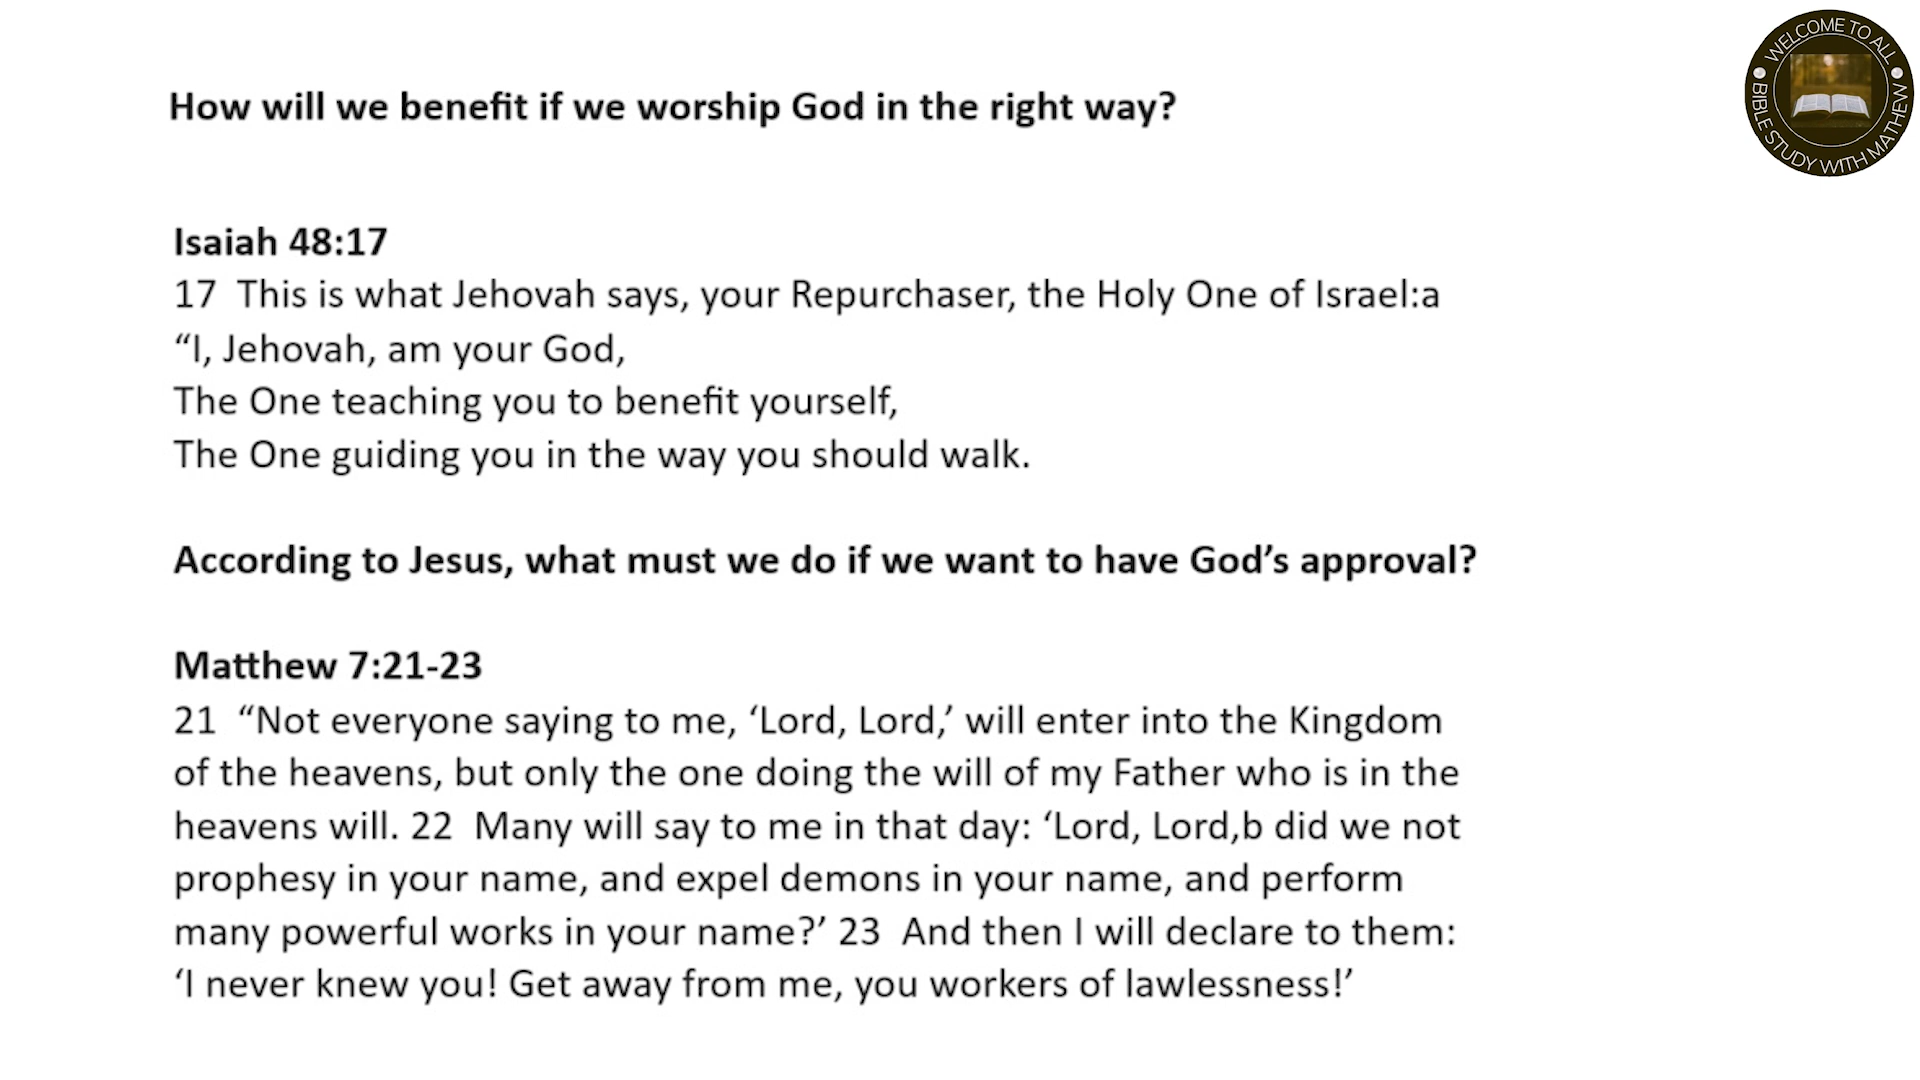 WELCOME TO ALL
BIBLE STUDY WITH MATHEW
How will we benefit if we worship God in the right way?
Isaiah 48:17
17  This is what Jehovah says, your Repurchaser, the Holy One of Israel:a
“I, Jehovah, am your God,
The One teaching you to benefit yourself,
The One guiding you in the way you should walk.
According to Jesus, what must we do if we want to have God’s approval?
Matthew 7:21-23
21  “Not everyone saying to me, ‘Lord, Lord,’ will enter into the Kingdom
of the heavens, but only the one doing the will of my Father who is in the
heavens will. 22  Many will say to me in that day: ‘Lord, Lord,b did we not
prophesy in your name, and expel demons in your name, and perform
many powerful works in your name?’ 23  And then I will declare to them:
‘I never knew you! Get away from me, you workers of lawlessness!’